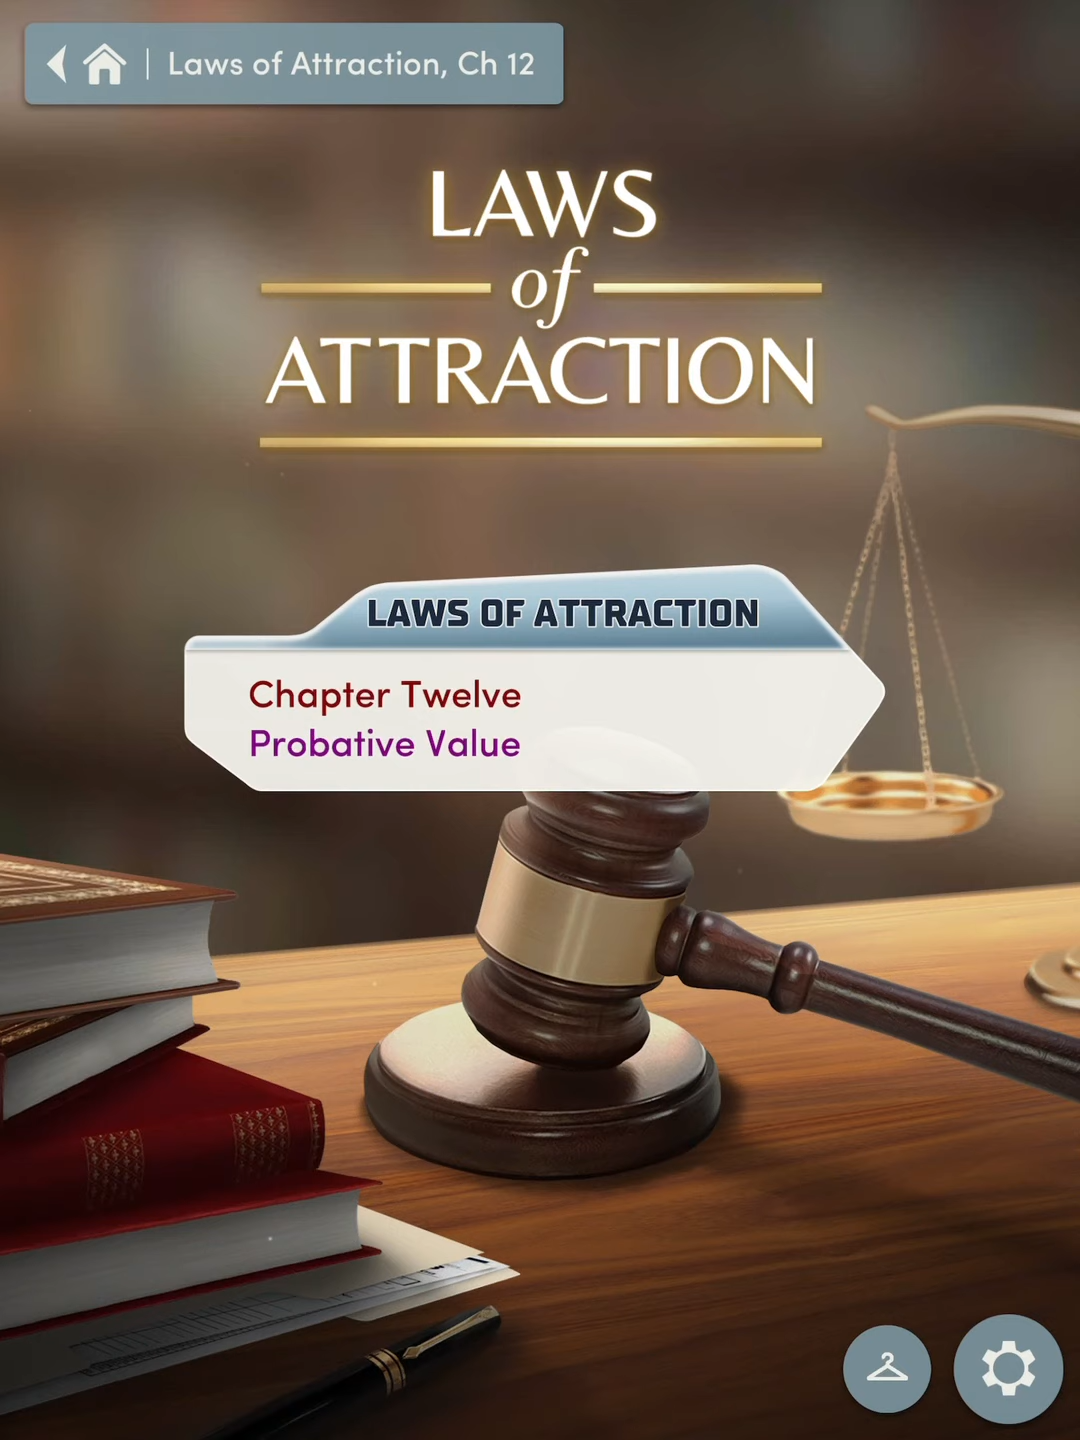 Laws of Attraction, Ch 12
LAWS
of
ATTRACTION
LAWS OF ATTRACTION
Chapter Twelve
Probative Value